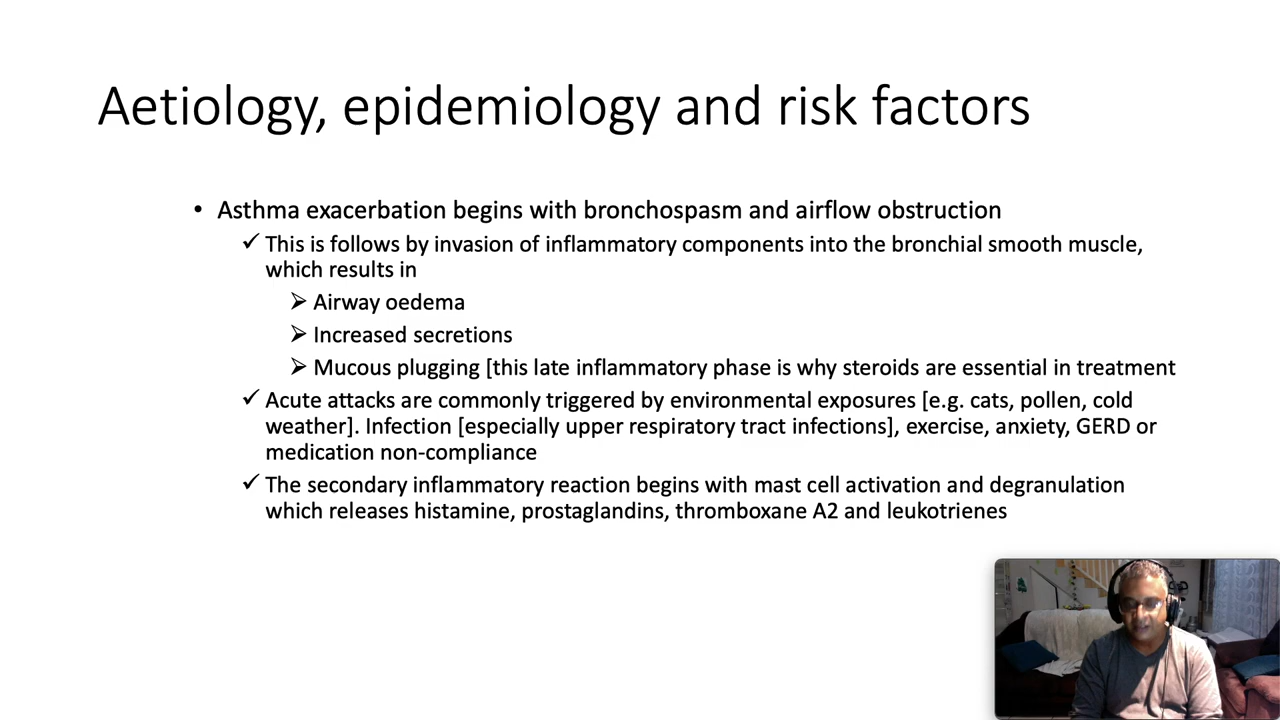 Aetiology, epidemiology and risk factors
• Asthma exacerbation begins with bronchospasm and airflow obstruction
✓ This is follows by invasion of inflammatory components into the bronchial smooth muscle,
which results in
➢ Airway oedema
➢ Increased secretions
➢ Mucous plugging [this late inflammatory phase is why steroids are essential in treatment
✓ Acute attacks are commonly triggered by environmental exposures [e.g. cats, pollen, cold
weather]. Infection [especially upper respiratory tract infections], exercise, anxiety, GERD or
medication non-compliance
✓ The secondary inflammatory reaction begins with mast cell activation and degranulation
which releases histamine, prostaglandins, thromboxane A2 and leukotrienes